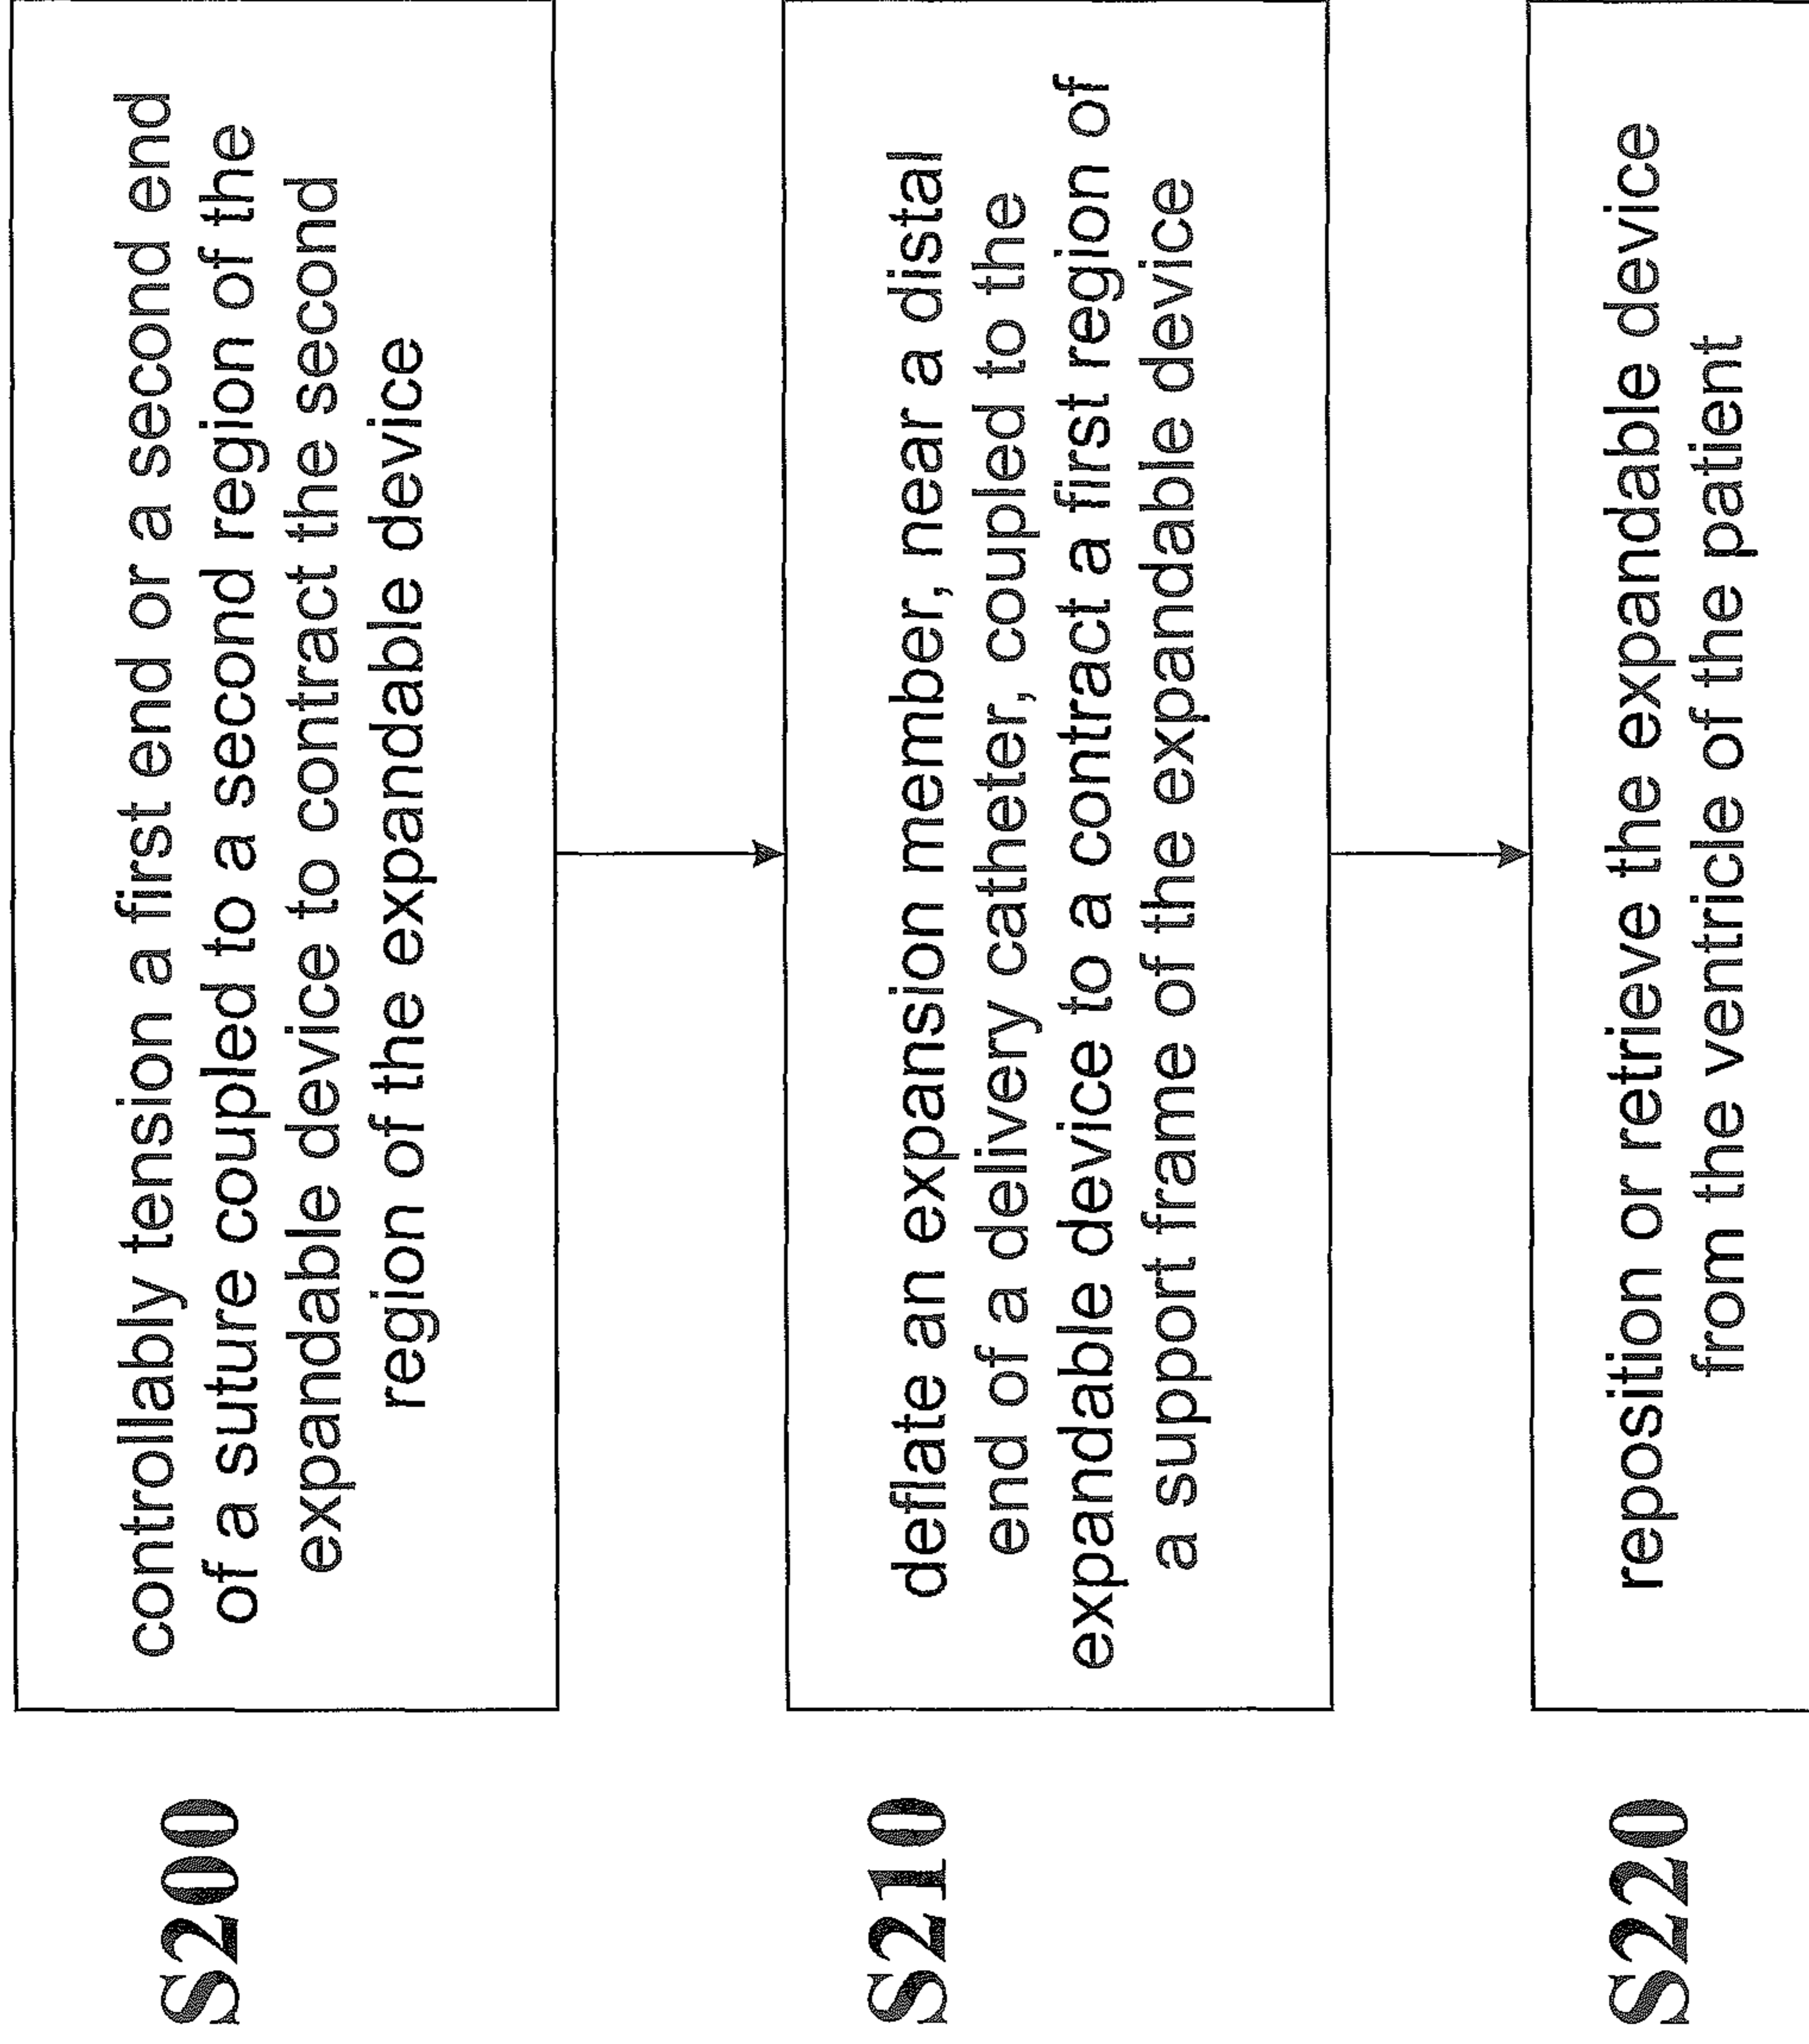 S200
controllably tension a first end or a second end
of a suture coupled to a second region of the
expandable device to contract the second
region of the expandable device
S210
deflate an expansion member, near a distal
end of a delivery catheter, coupled to the
expandable device to a contract a first region of
a support frame of the expandable device
S220
reposition or retrieve the expandable device
from the ventricle of the patient